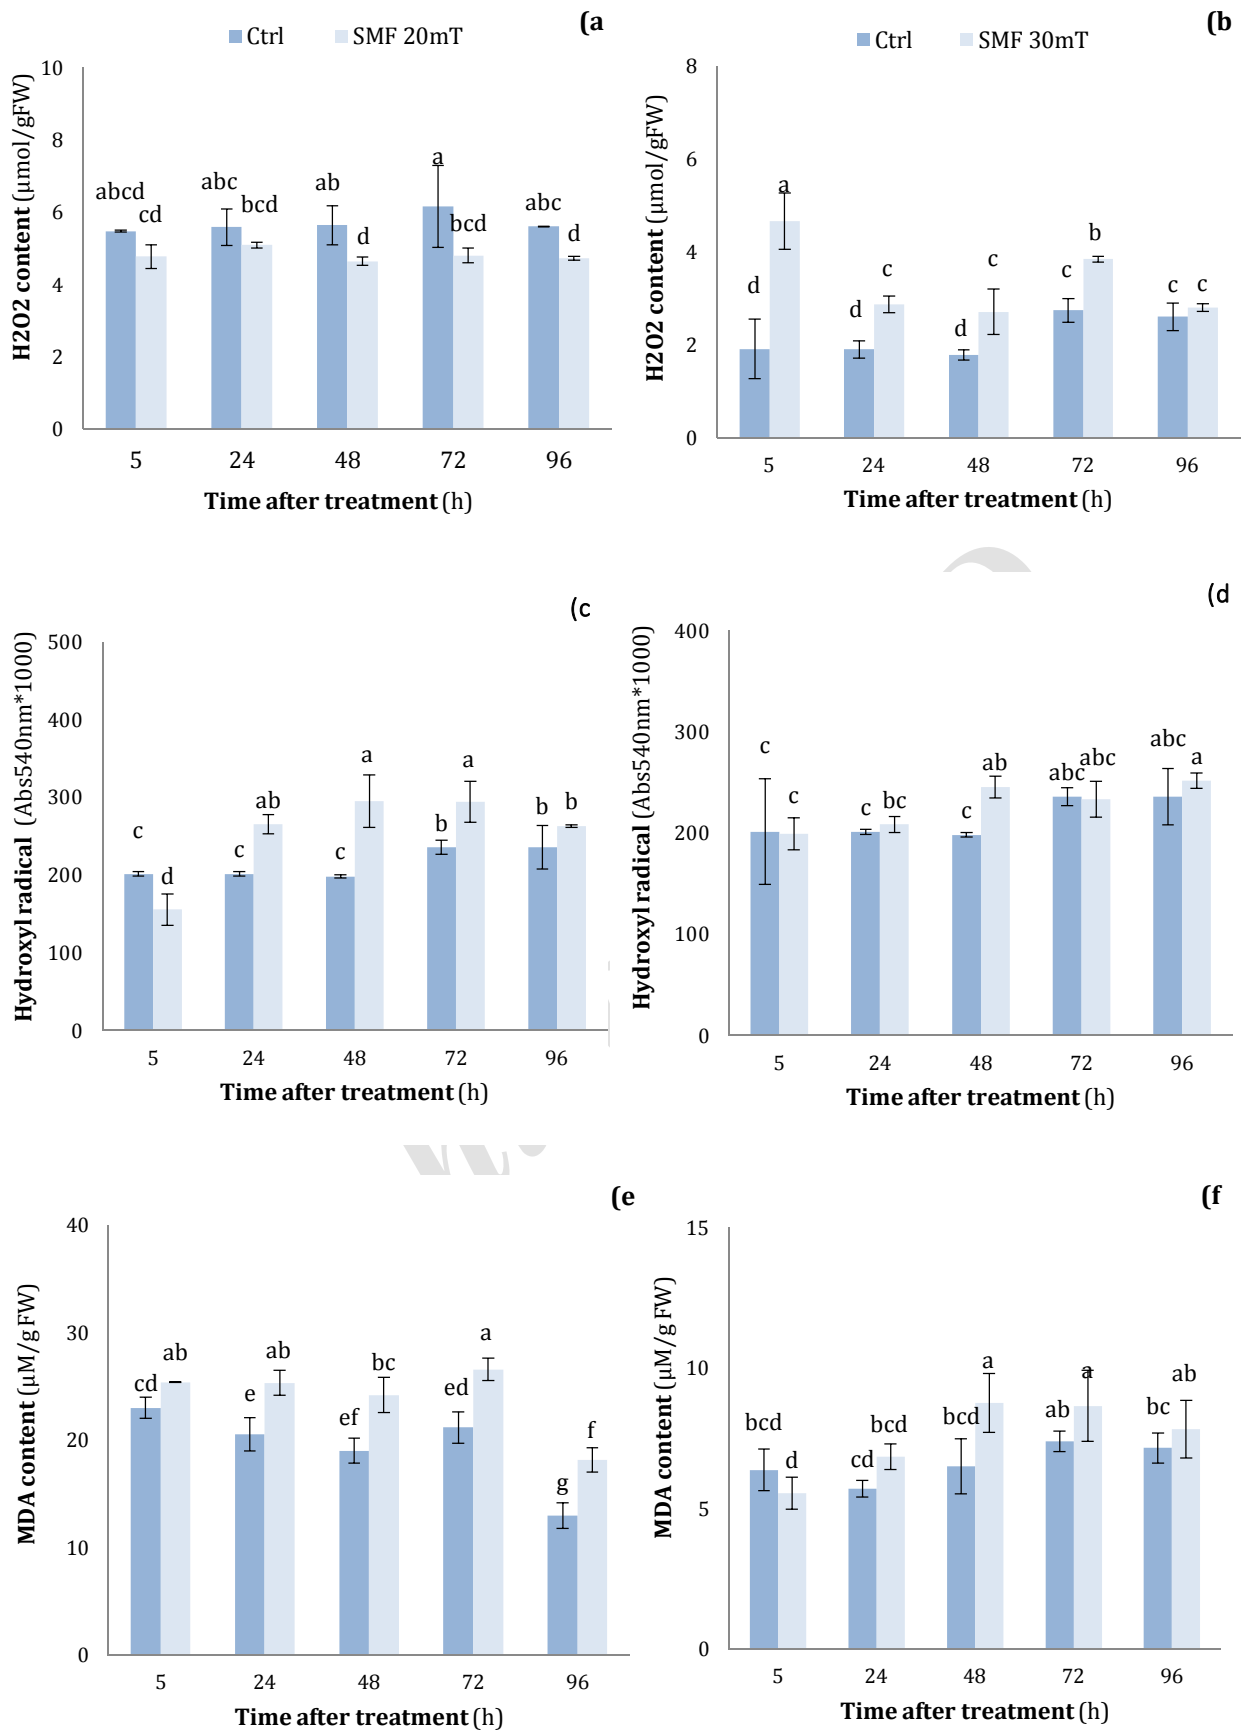 (a
Ctrl SMF 20mT
H2O2 content (μmol/gFW)
10
8
6
4
2
0
abcd cd abc bcd ab d a bcd abc d
5 24 48 72 96
Time after treatment (h)
(b
Ctrl SMF 30mT
H2O2 content (μmol/gFW)
8
6
4
2
0
d a d c d c c b c c
5 24 48 72 96
Time after treatment (h)
(c
Hydroxyl radical (Abs540nm*1000)
500
400
300
200
100
0
c d c ab c a b a b b
5 24 48 72 96
Time after treatment (h)
(d
Hydroxyl radical (Abs540nm*1000)
400
300
200
100
0
c c c bc c ab abc abc abc a
5 24 48 72 96
Time after treatment (h)
(e
MDA content (μM/g FW)
40
30
20
10
0
cd ab e ab ef bc ed a g f
5 24 48 72 96
Time after treatment (h)
(f
MDA content (μM/g FW)
15
10
5
0
bcd d cd bcd bcd a ab a bc ab
5 24 48 72 96
Time after treatment (h)